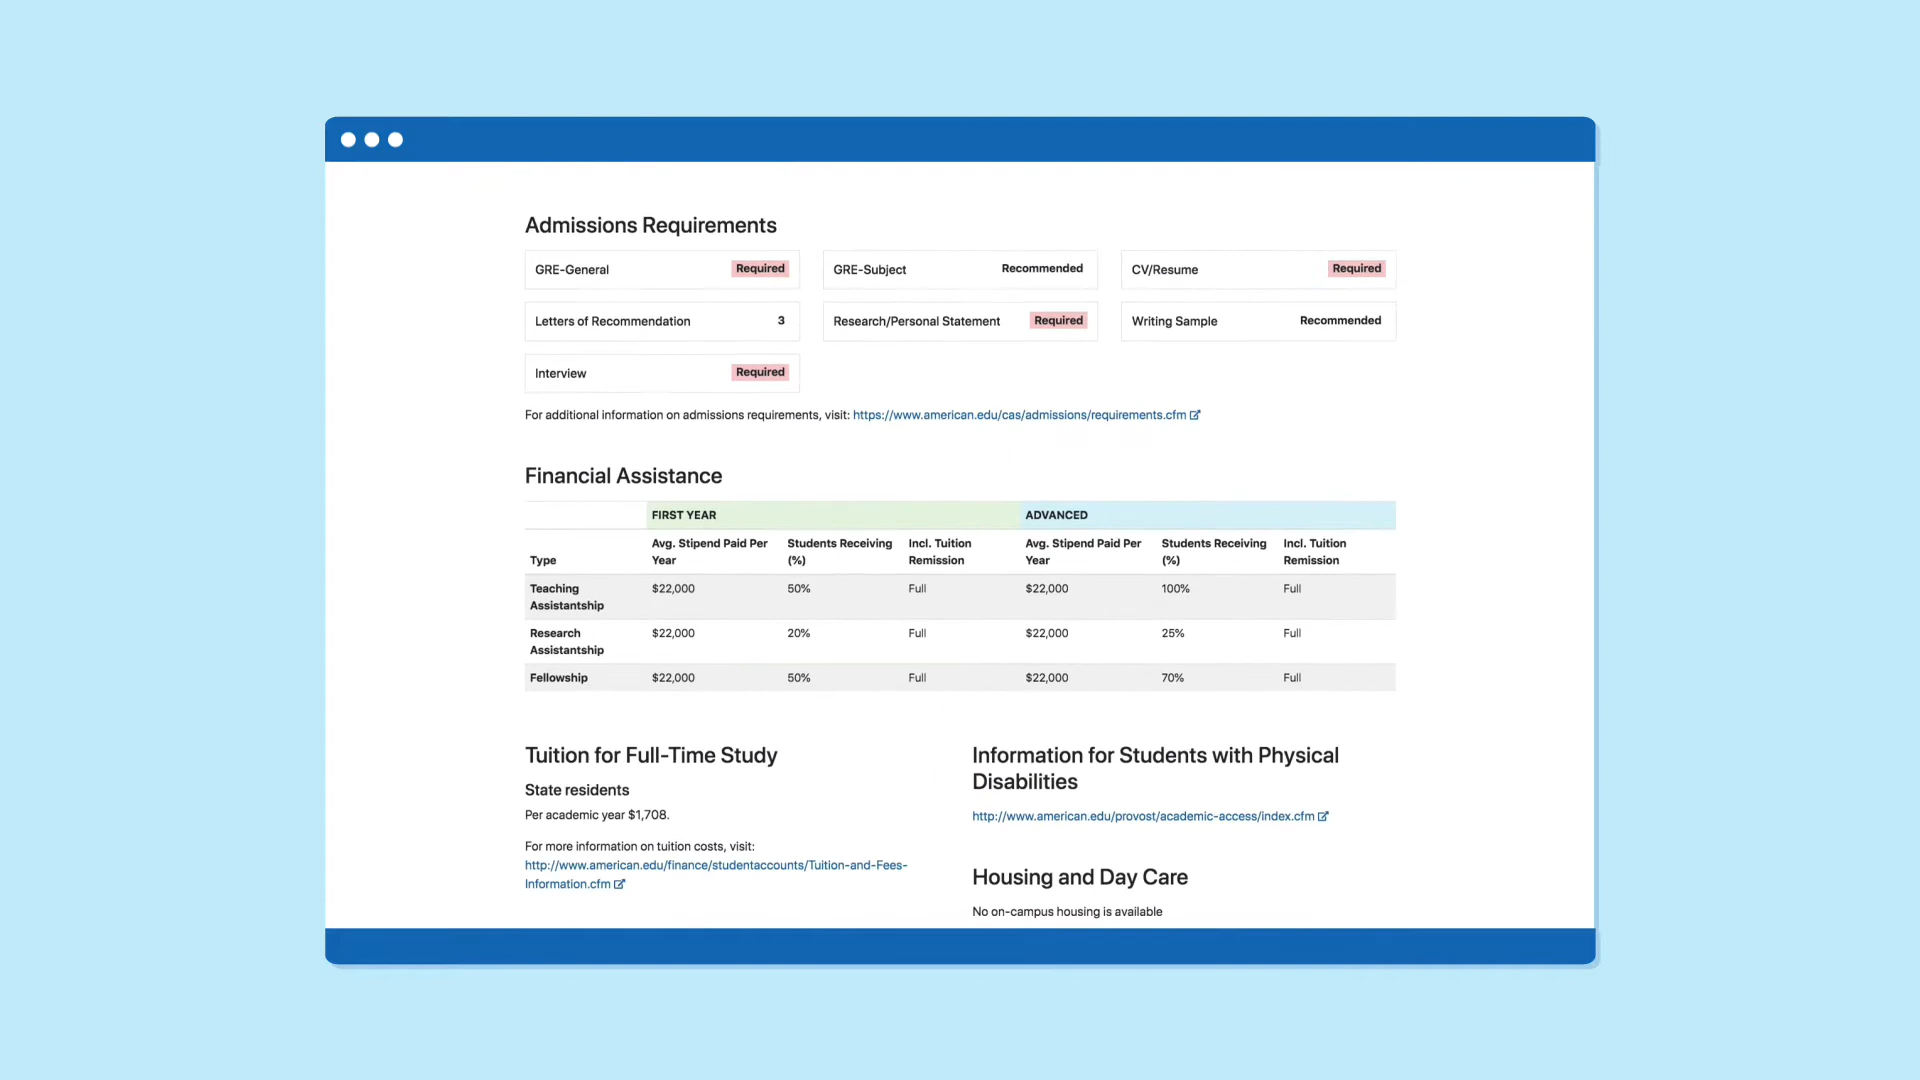 Admissions Requirements
GRE-General Required GRE-Subject Recommended CV/Resume Required
Letters of Recommendation 3 Research/Personal Statement Required Writing Sample Recommended
Interview Required
For additional information on admissions requirements, visit: https://www.american.edu/cas/admissions/requirements.cfm
Financial Assistance
FIRST YEAR ADVANCED
Type Avg. Stipend Paid Per Year Students Receiving (%) Incl. Tuition Remission Avg. Stipend Paid Per Year Students Receiving (%) Incl. Tuition Remission
Teaching Assistantship $22,000 50% Full $22,000 100% Full
Research Assistantship $22,000 20% Full $22,000 25% Full
Fellowship $22,000 50% Full $22,000 70% Full
Tuition for Full-Time Study
State residents
Per academic year $1,708.
For more information on tuition costs, visit:
http://www.american.edu/finance/studentaccounts/Tuition-and-Fees-
Information.cfm
Information for Students with Physical
Disabilities
http://www.american.edu/provost/academic-access/index.cfm
Housing and Day Care
No on-campus housing is available